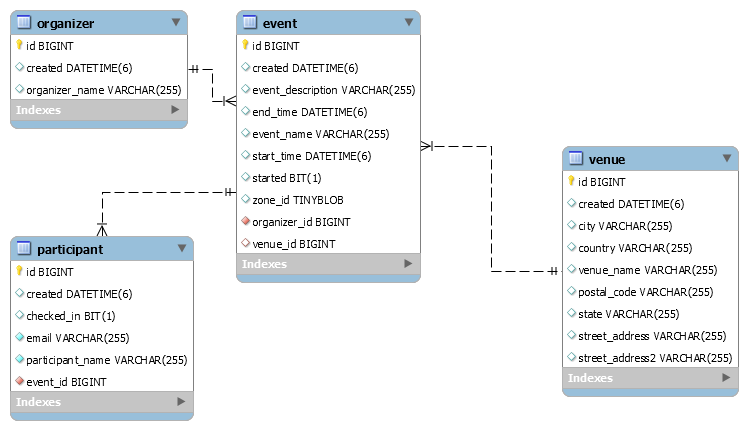 organizer
id BIGINT
created DATETIME(6)
organizer_name VARCHAR(255)
Indexes
event
id BIGINT
created DATETIME(6)
event_description VARCHAR(255)
end_time DATETIME(6)
event_name VARCHAR(255)
start_time DATETIME(6)
started BIT(1)
zone_id TINYBLOB
organizer_id BIGINT
venue_id BIGINT
Indexes
participant
id BIGINT
created DATETIME(6)
checked_in BIT(1)
email VARCHAR(255)
participant_name VARCHAR(255)
event_id BIGINT
Indexes
venue
id BIGINT
created DATETIME(6)
city VARCHAR(255)
country VARCHAR(255)
venue_name VARCHAR(255)
postal_code VARCHAR(255)
state VARCHAR(255)
street_address VARCHAR(255)
street_address2 VARCHAR(255)
Indexes